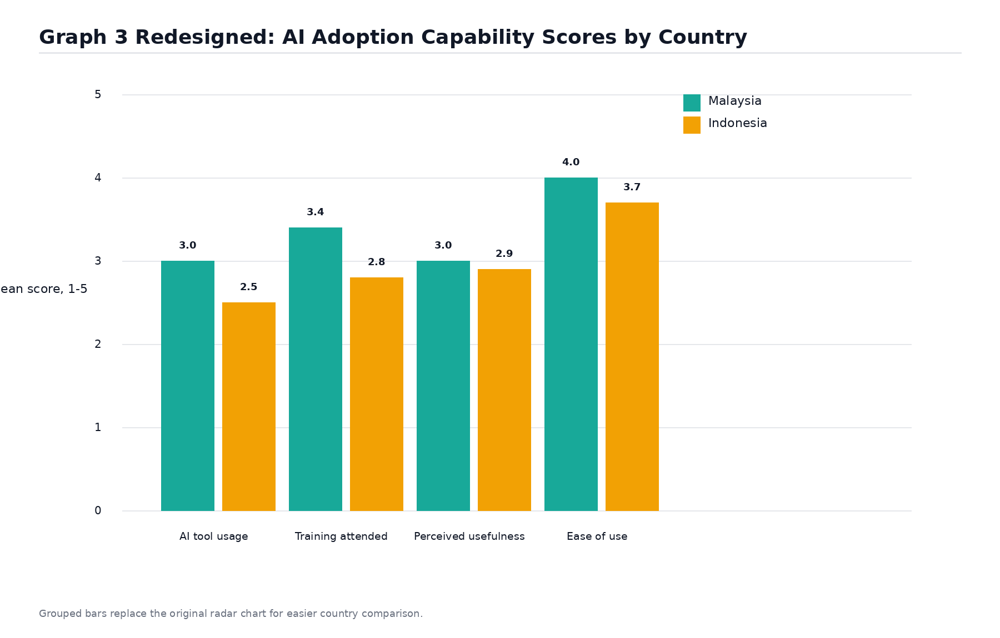 Graph 3 Redesigned: AI Adoption Capability Scores by Country
5
Malaysia
Indonesia
4.0
4
3.7
3.4
3.0
3.0
2.9
3
2.8
ean score, 1-5
2.5
2
1
0
AI tool usage
Training attended
Perceived usefulness
Ease of use
Grouped bars replace the original radar chart for easier country comparison.